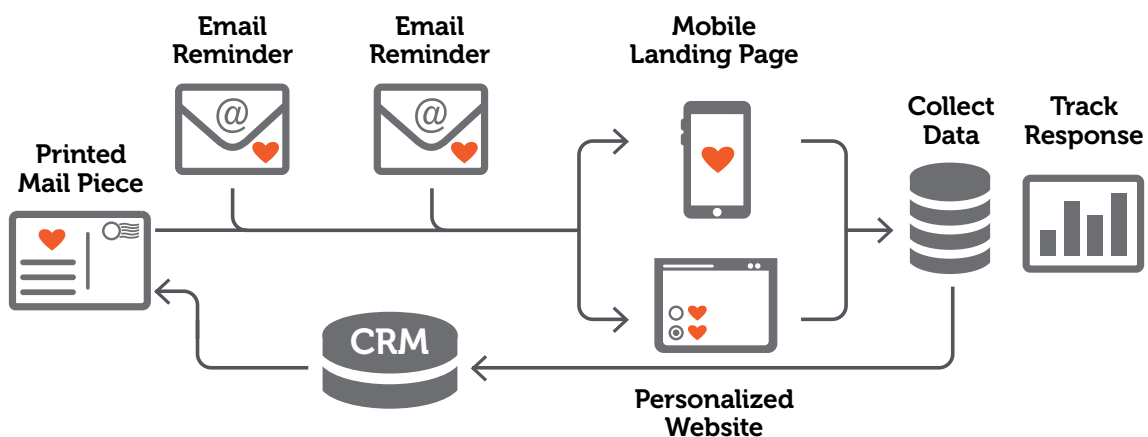 Email
Reminder
Email
Reminder
Mobile
Landing Page
Collect
Data
Track
Response
Printed
Mail Piece
@
@
CRM
Personalized
Website